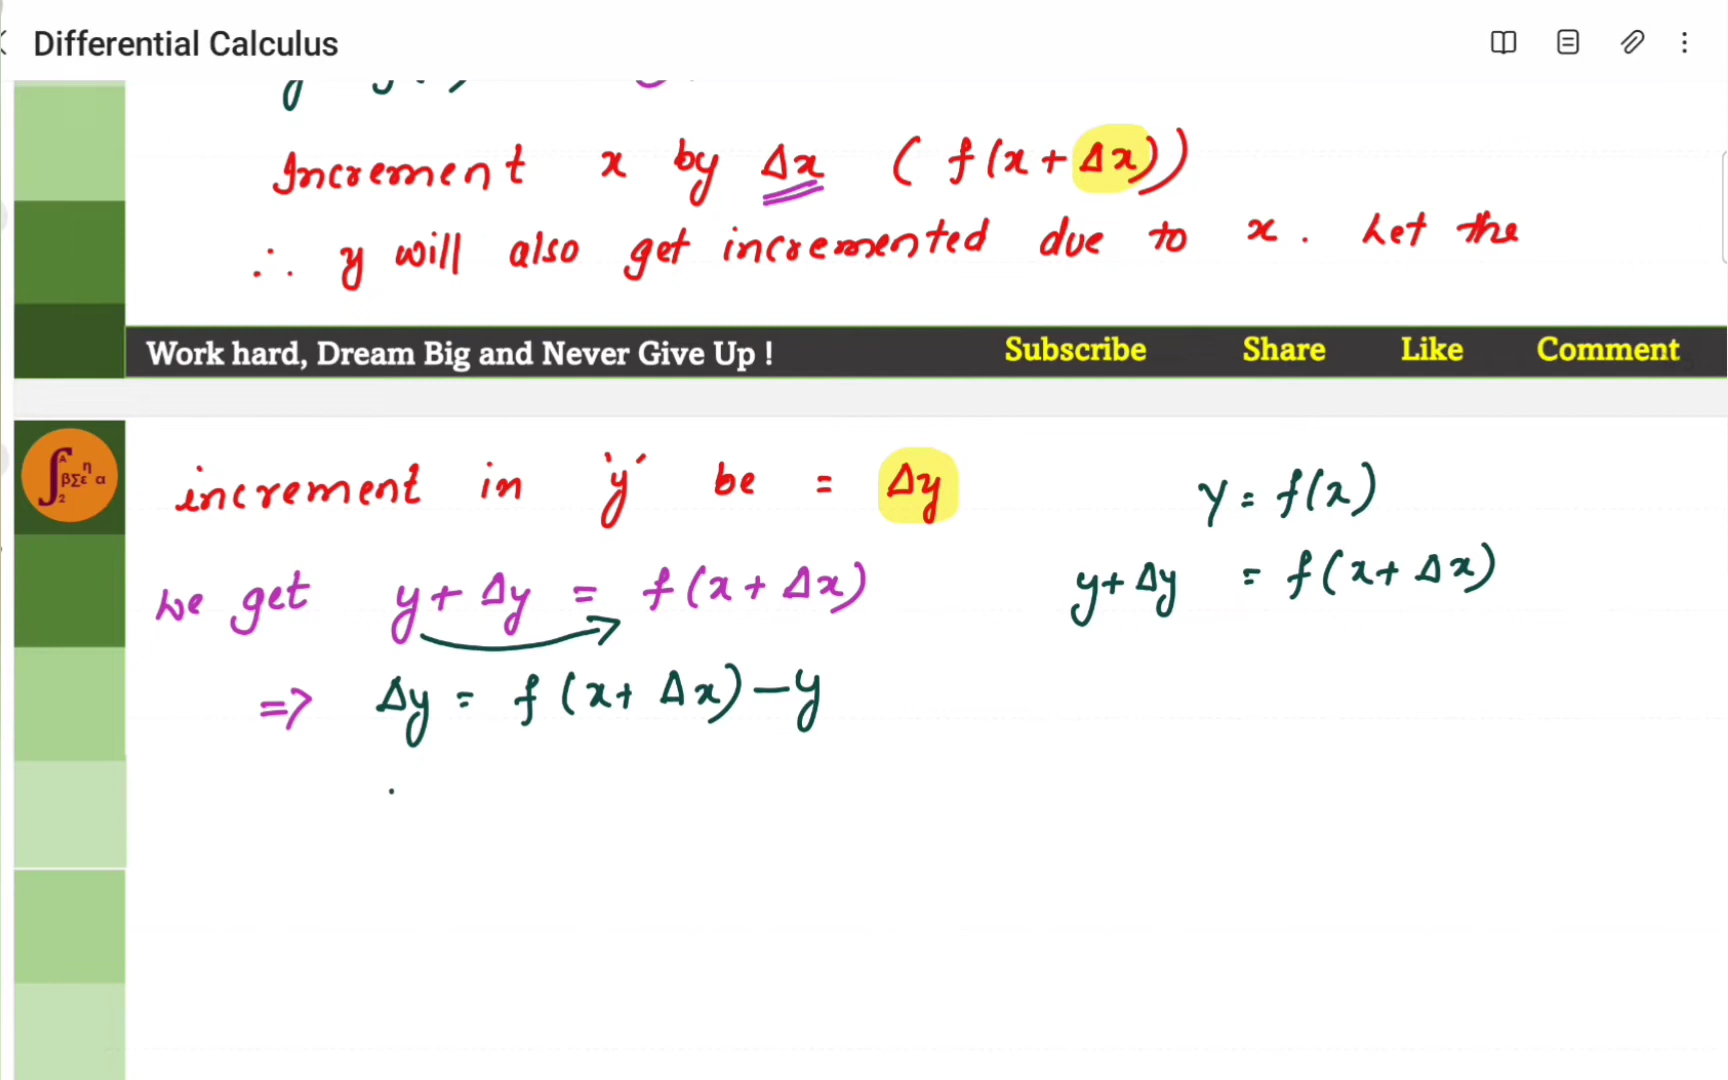 Differential Calculus
Increment x by Δx ( f(x + Δx))
∴ y will also get incremented due to x . Let the
Work hard, Dream Big and Never Give Up ! Subscribe Share Like Comment
increment in 'y' be = Δy
y = f(x)
we get y + Δy = f(x + Δx)
y + Δy = f(x + Δx)
=> Δy = f(x + Δx) - y